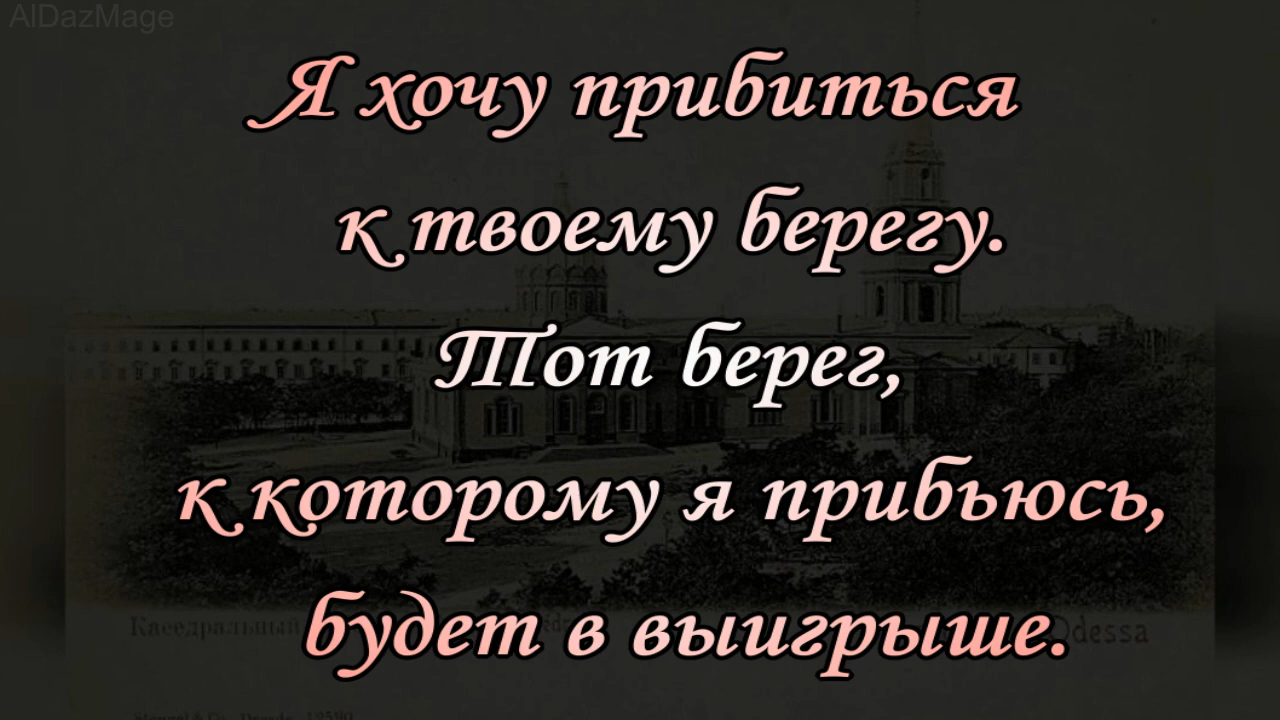 AlDazMage
Я хочу прибиться
к твоему берегу.
Тот берег,
к которому я прибьюсь,
будет в выигрыше.
Odessa